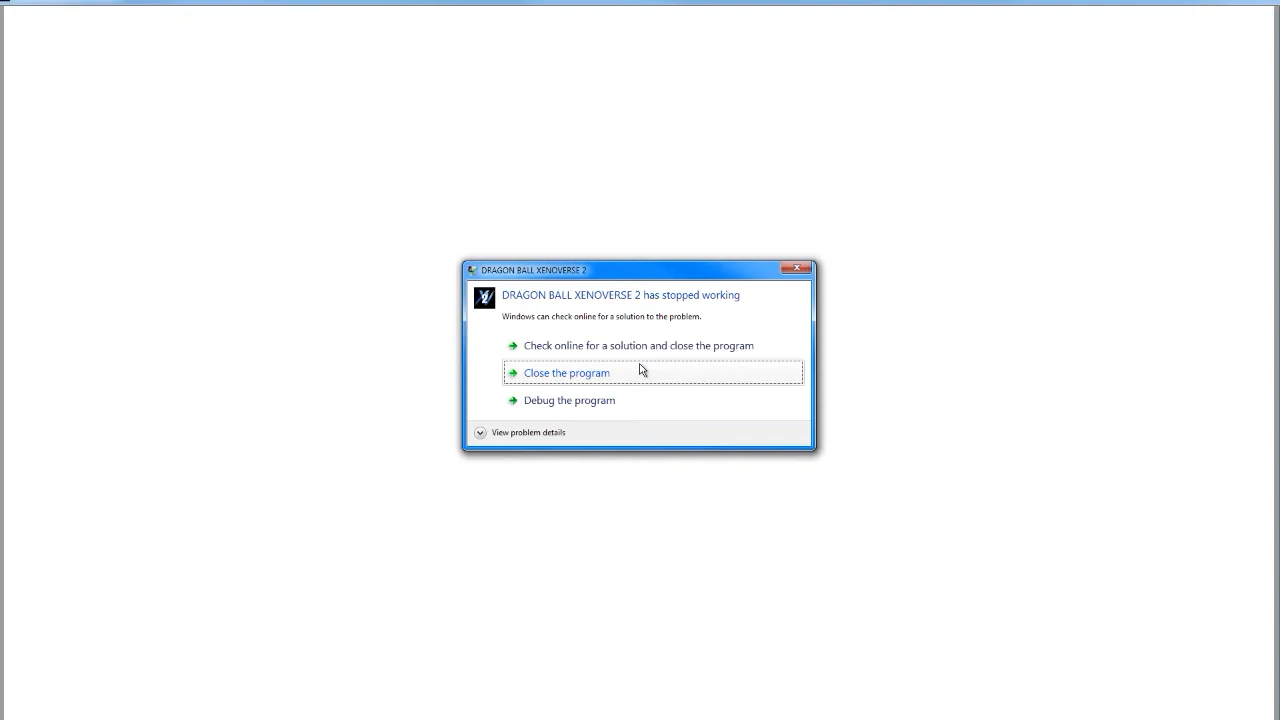 DRAGON BALL XENOVERSE 2
DRAGON BALL XENOVERSE 2 has stopped working
Windows can check online for a solution to the problem.
Check online for a solution and close the program
Close the program
Debug the program
View problem details